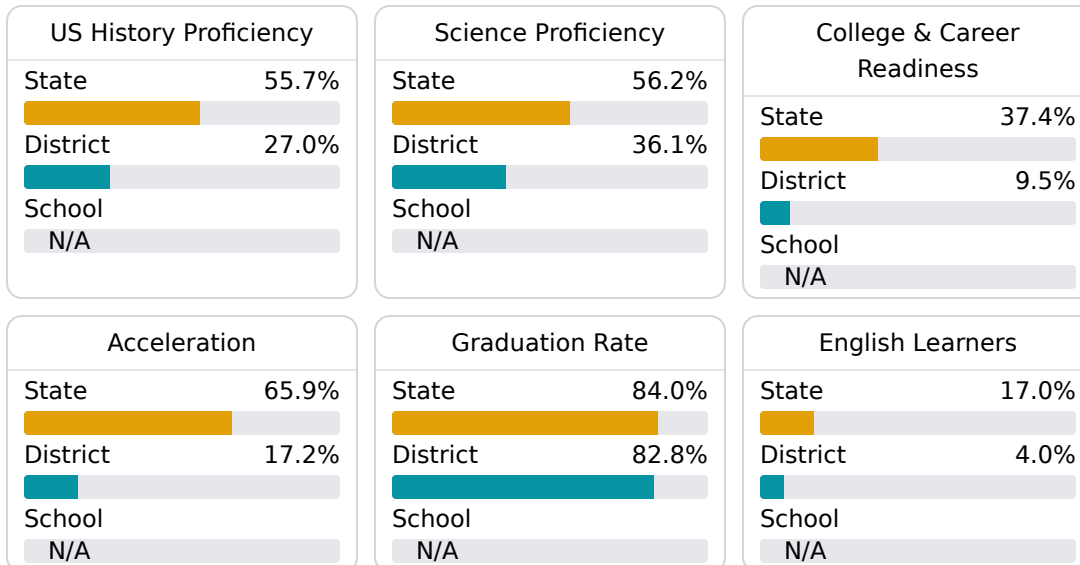 US History Proficiency
State 55.7%
District 27.0%
School
N/A
Science Proficiency
State 56.2%
District 36.1%
School
N/A
College & Career
Readiness
State 37.4%
District 9.5%
School
N/A
Acceleration
State 65.9%
District 17.2%
School
N/A
Graduation Rate
State 84.0%
District 82.8%
School
N/A
English Learners
State 17.0%
District 4.0%
School
N/A